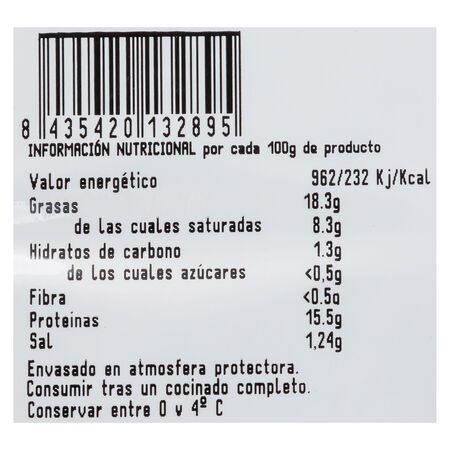 8 435420 132895
INFORMACIÓN NUTRICIONAL por cada 100g de producto
Valor energético 962/232 Kj/Kcal
Grasas 18.3g
de las cuales saturadas 8.3g
Hidratos de carbono 1.3g
de los cuales azúcares <0,5g
Fibra <0.5g
Proteinas 15.5g
Sal 1,24g
Envasado en atmosfera protectora.
Consumir tras un cocinado completo.
Conservar entre 0 y 4º C